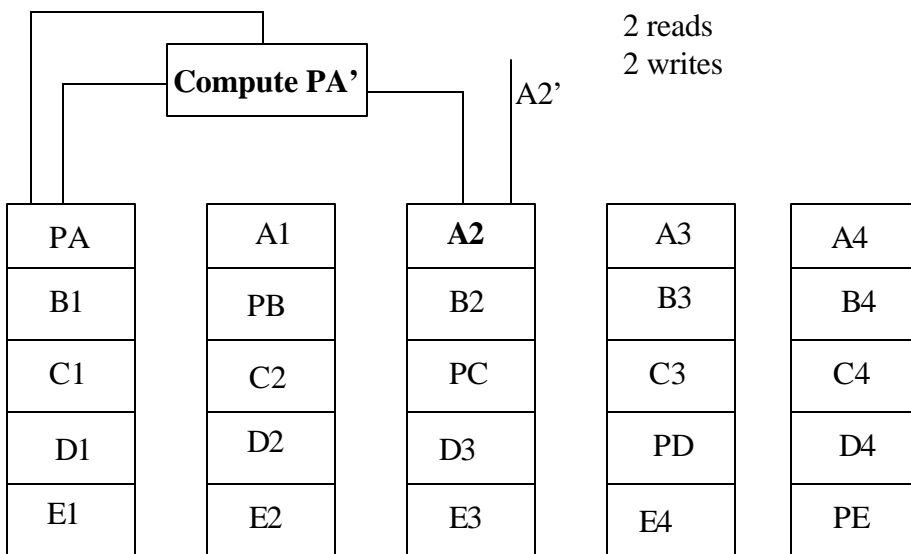 2 reads
2 writes
Compute PA’
A2’
PA A1 A2 A3 A4
B1 PB B2 B3 B4
C1 C2 PC C3 C4
D1 D2 D3 PD D4
E1 E2 E3 E4 PE